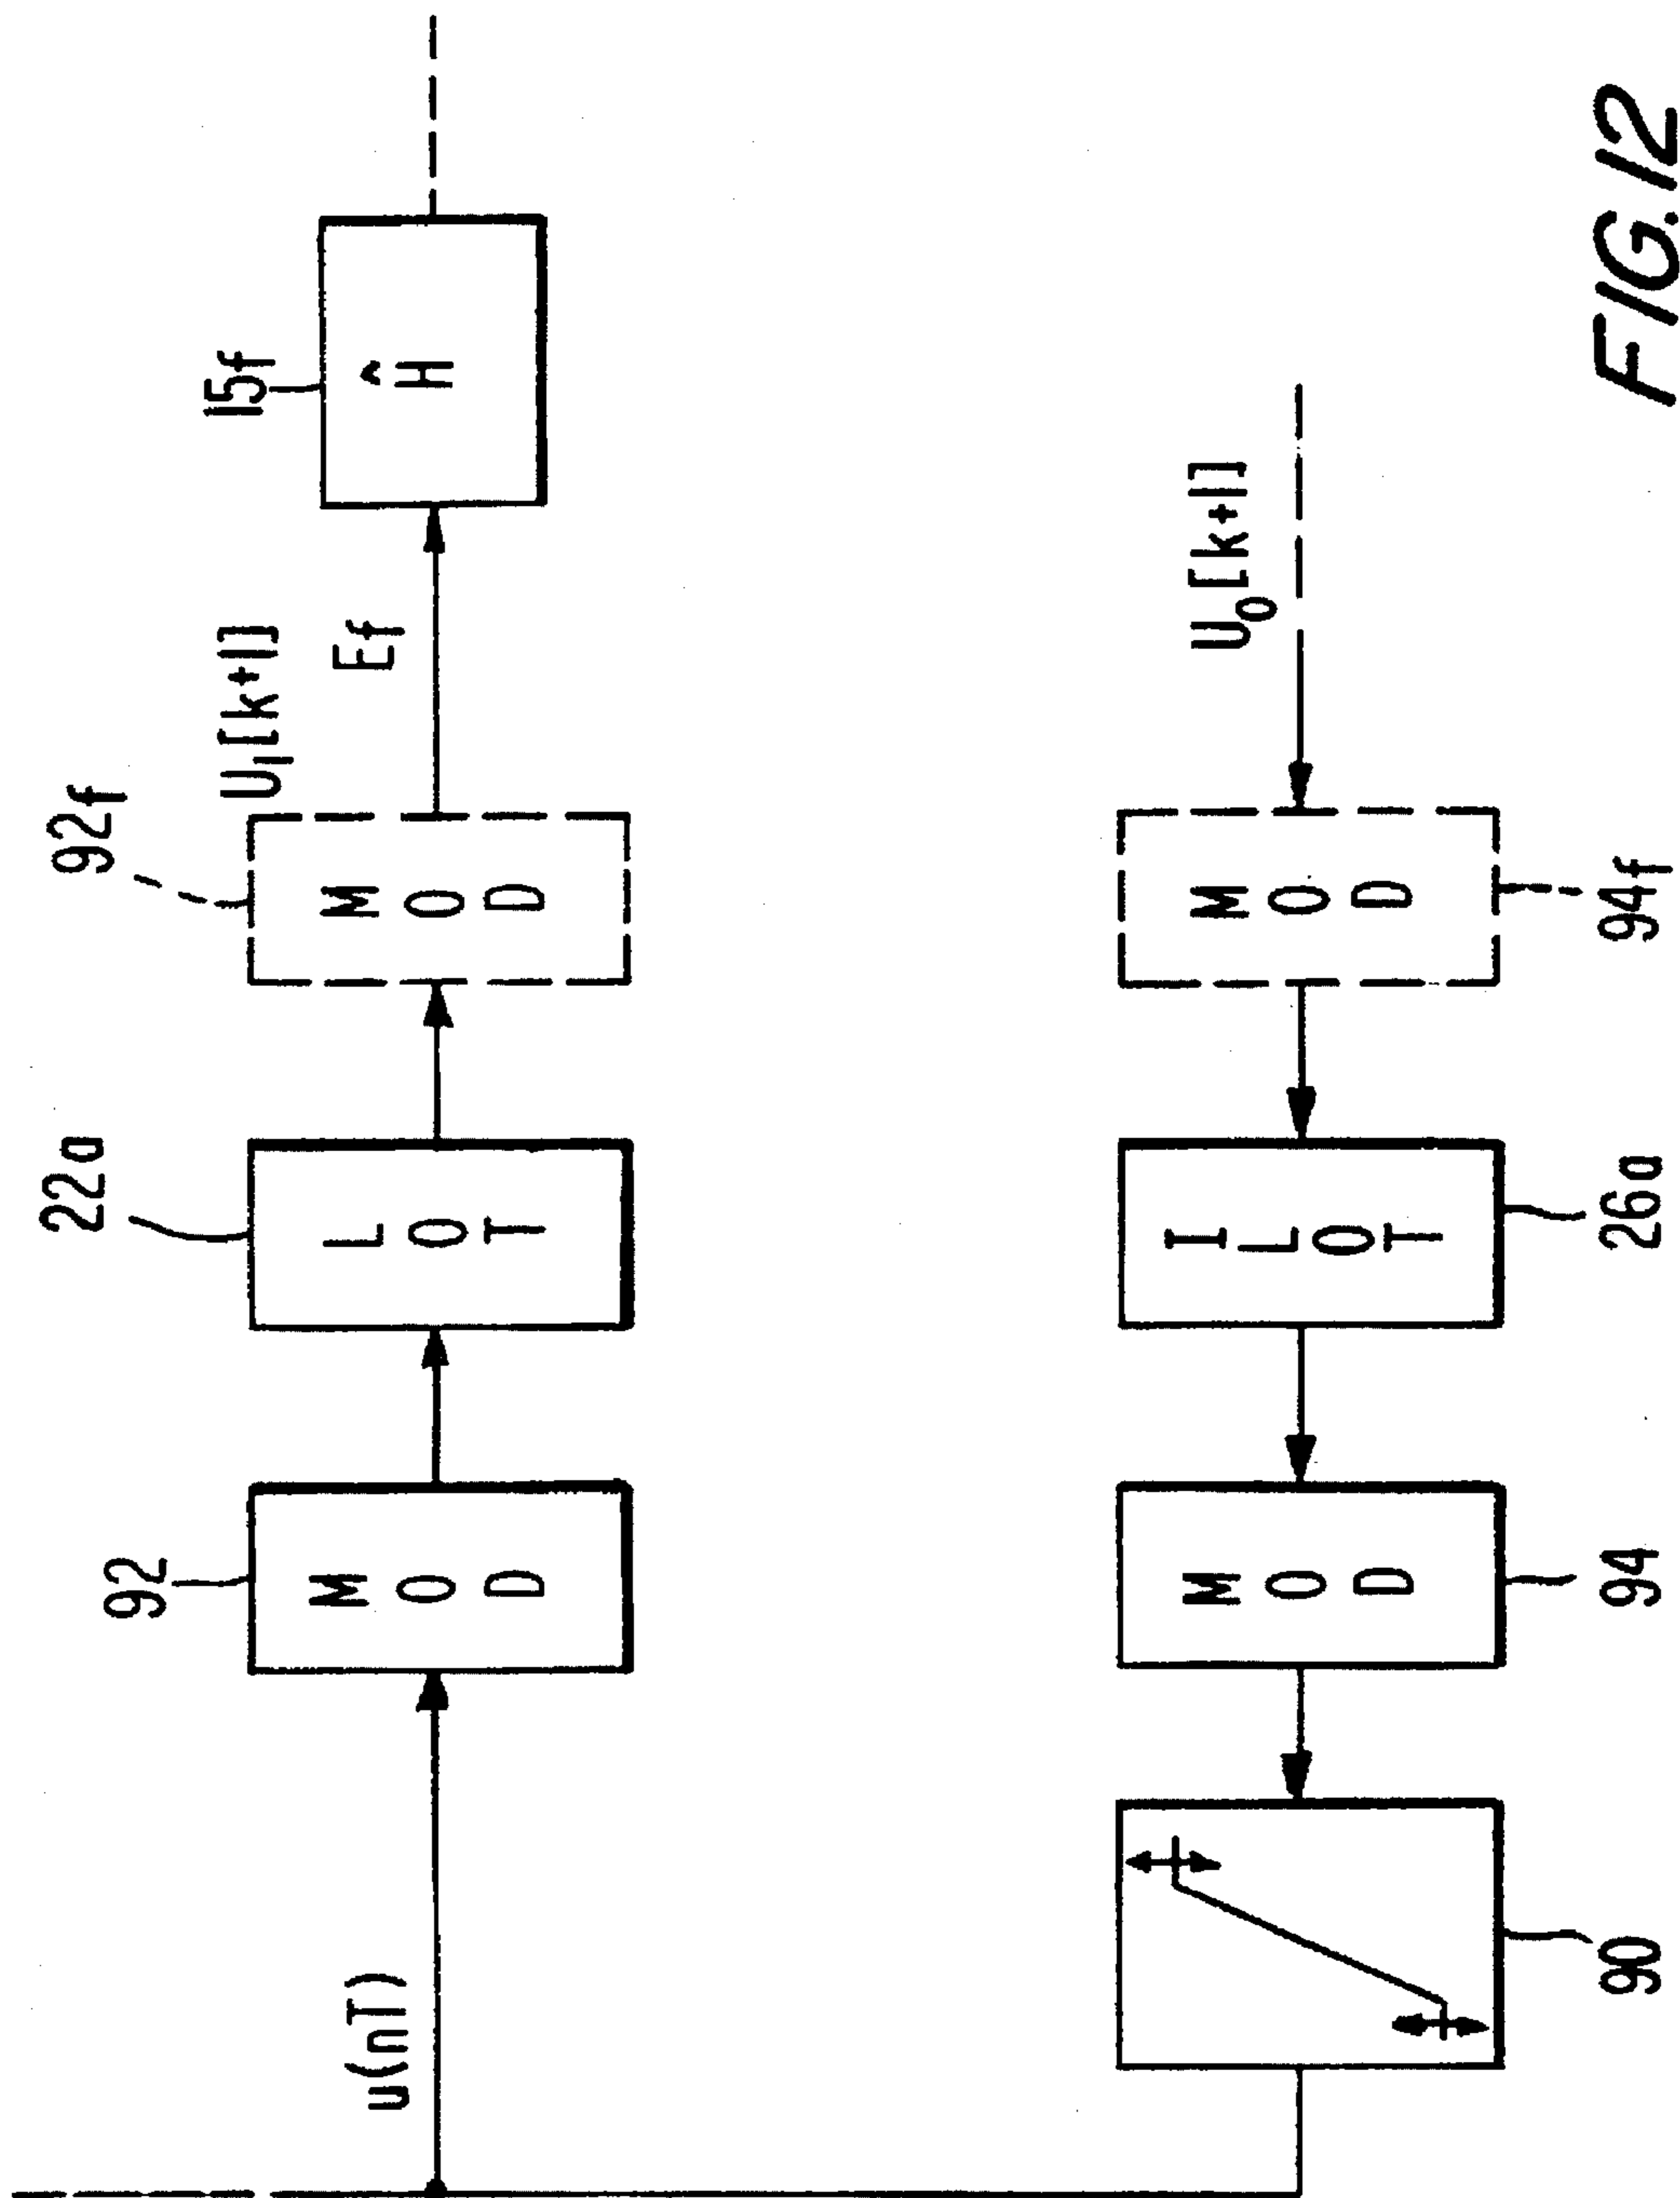 92
MOD
22a
LOT
92f
MOD
U₁[k+1]
Ef
15f
Ĥ
u(nT)
90
94
MOD
26a
ILOT
94f
MOD
U₀[k+1]
FIG.12